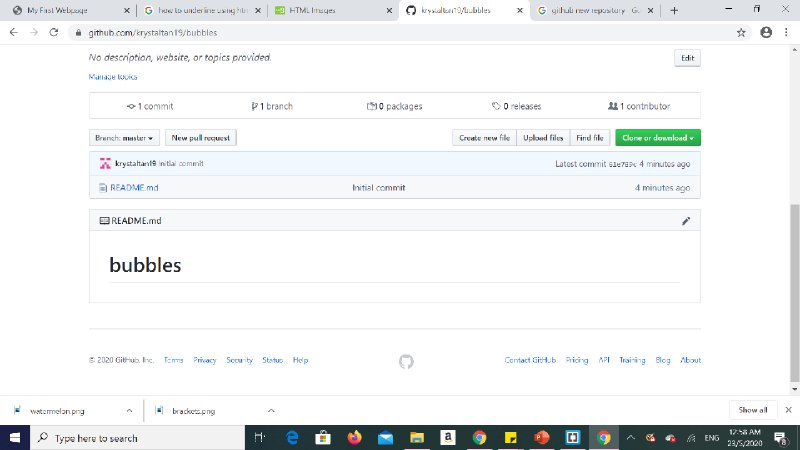 My First Webpage
how to underline using htm
HTML Images
krystaltan19/bubbles
github new repository - G
github.com/krystaltan19/bubbles
No description, website, or topics provided.
Edit
Manage topics
1 commit
1 branch
0 packages
0 releases
1 contributor
Branch: master
New pull request
Create new file
Upload files
Find file
Clone or download
krystaltan19 Initial commit
Latest commit 4 minutes ago
README.md
Initial commit
4 minutes ago
README.md
bubbles
© 2020 GitHub, Inc.
Terms
Privacy
Security
Status
Help
Contact GitHub
Pricing
API
Training
Blog
About
watermelon.png
brackets.png
Show all
Type here to search
ENG
12:58 AM
23/5/2020